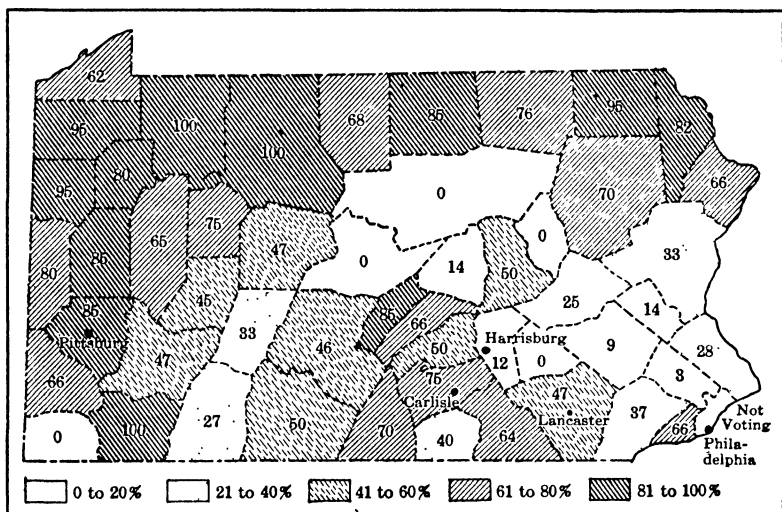 62
95 100 100 68 85 76 95 82
95 80 0 70 66
80 85 65 75 47 0 14 50 0 33
85 45 33 46 85 66 50 25 14
Pittsburg
47 Harrisburg 9 28
66 12 0 3
75
Carlisle
0 100 27 50 70 40 64 47 37 66
Lancaster
Not
Voting
Phila-
delphia
0 to 20% 21 to 40% 41 to 60% 61 to 80% 81 to 100%